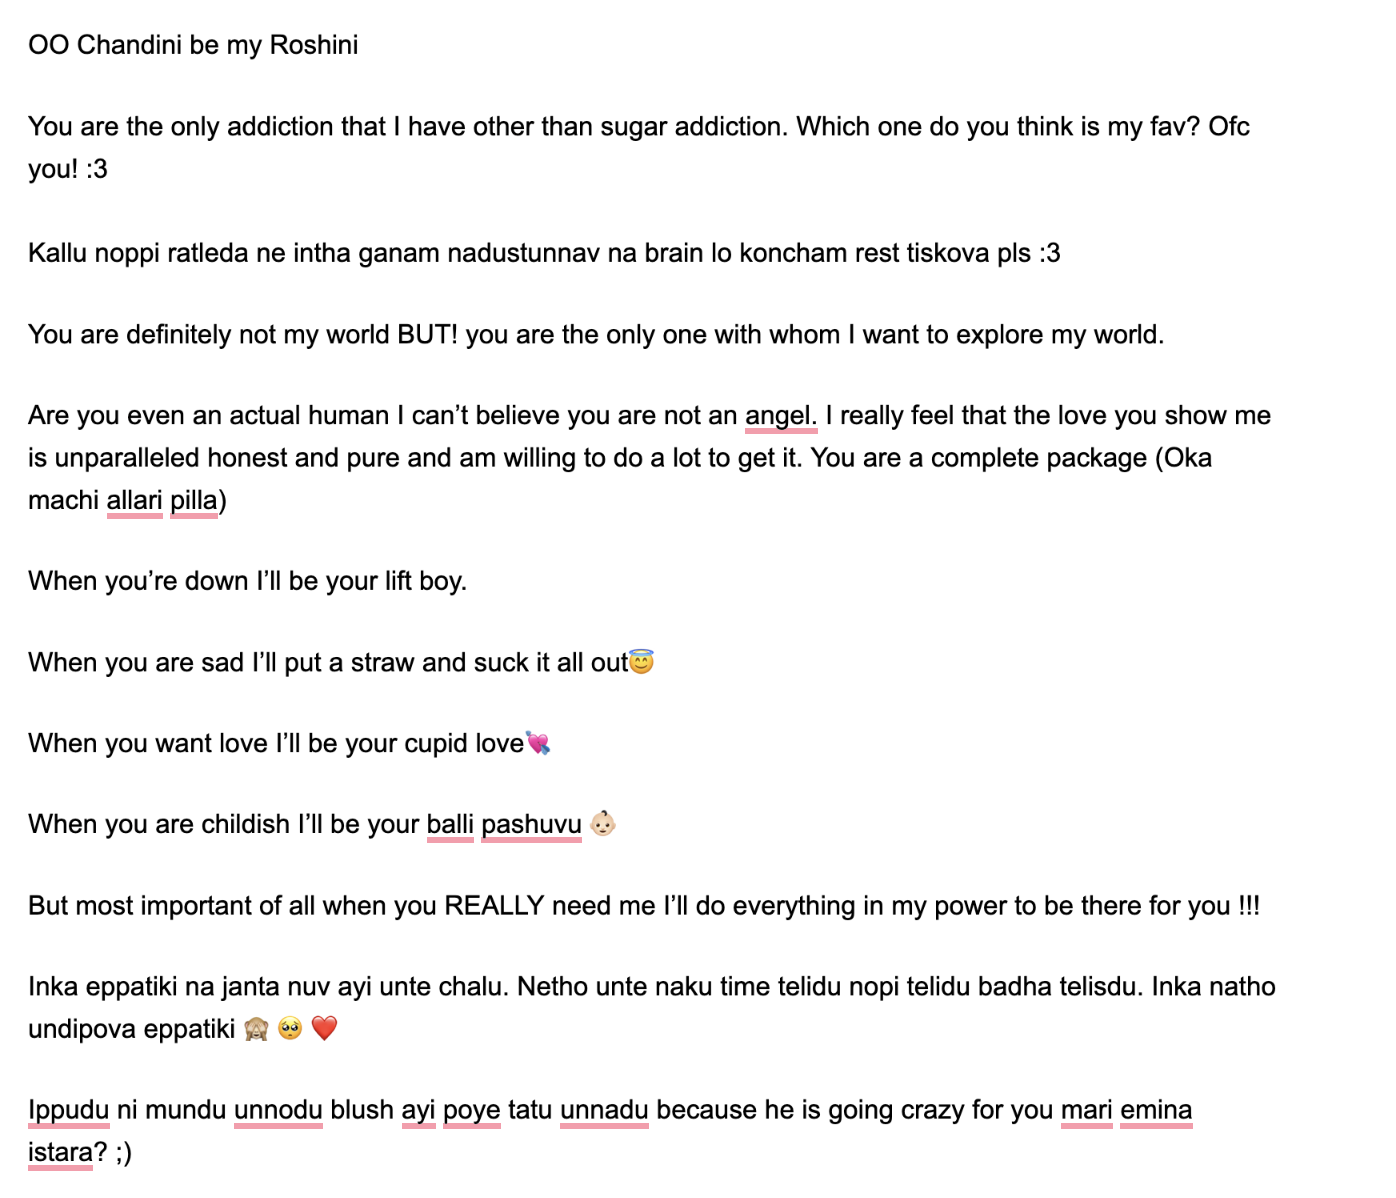 OO Chandini be my Roshini
You are the only addiction that I have other than sugar addiction. Which one do you think is my fav? Ofc
you! :3
Kallu noppi ratleda ne intha ganam nadustunnav na brain lo koncham rest tiskova pls :3
You are definitely not my world BUT! you are the only one with whom I want to explore my world.
Are you even an actual human I can’t believe you are not an angel. I really feel that the love you show me
is unparalleled honest and pure and am willing to do a lot to get it. You are a complete package (Oka
machi allari pilla)
When you’re down I’ll be your lift boy.
When you are sad I’ll put a straw and suck it all out😇
When you want love I’ll be your cupid love💘
When you are childish I’ll be your balli pashuvu 👶🏻
But most important of all when you REALLY need me I’ll do everything in my power to be there for you !!!
Inka eppatiki na janta nuv ayi unte chalu. Netho unte naku time telidu nopi telidu badha telisdu. Inka natho
undipova eppatiki 🙈 🥺 ❤️
Ippudu ni mundu unnodu blush ayi poye tatu unnadu because he is going crazy for you mari emina
istara? ;)